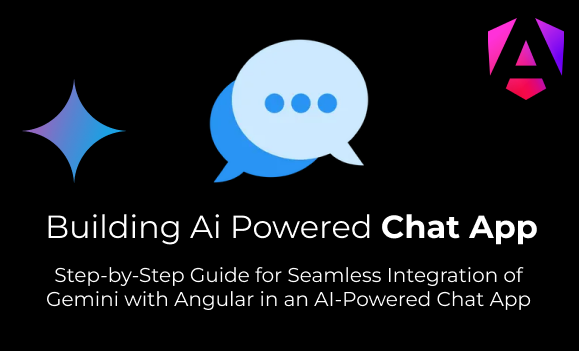 Building Ai Powered Chat App
Step-by-Step Guide for Seamless Integration of
Gemini with Angular in an AI-Powered Chat App